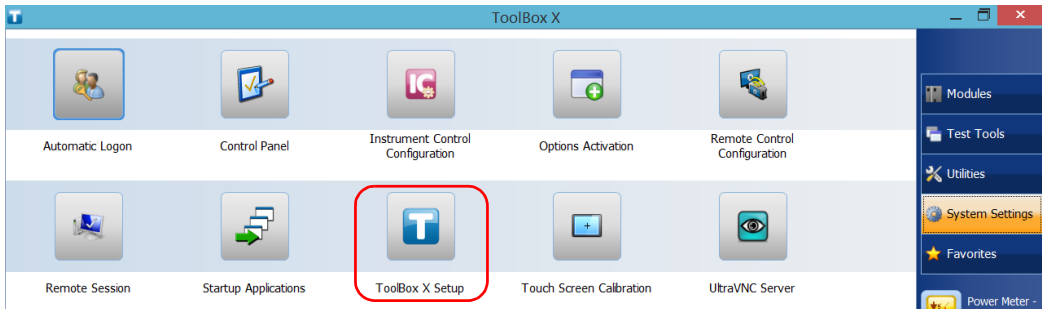 ToolBox X
Automatic Logon
Control Panel
Instrument Control
Configuration
Options Activation
Remote Control
Configuration
Remote Session
Startup Applications
ToolBox X Setup
Touch Screen Calibration
UltraVNC Server
Modules
Test Tools
Utilities
System Settings
Favorites
Power Meter -